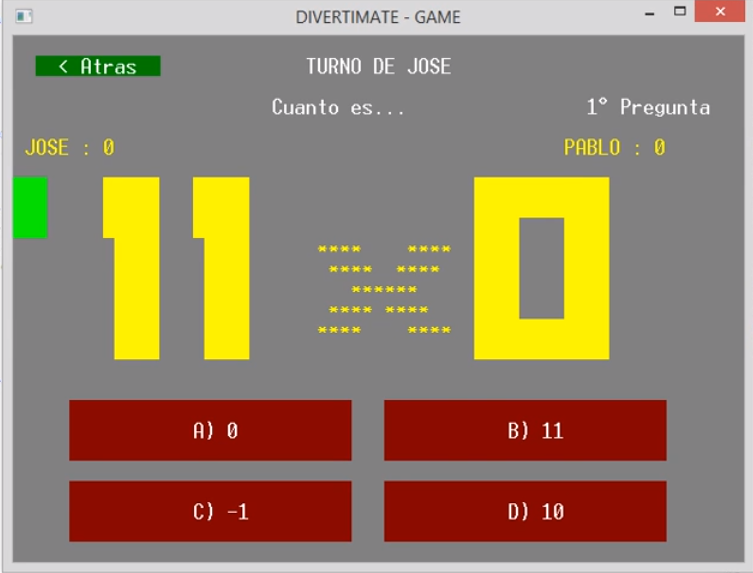 DIVERTIMATE - GAME
< Atras
TURNO DE JOSE
Cuanto es...
1° Pregunta
JOSE : 0
PABLO : 0
11 x 0
A) 0
B) 11
C) -1
D) 10